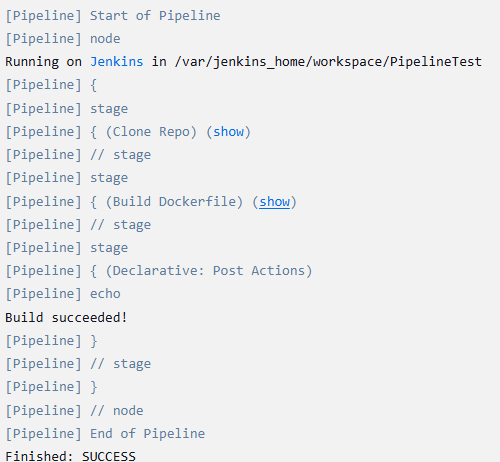 [Pipeline] Start of Pipeline
[Pipeline] node
Running on Jenkins in /var/jenkins_home/workspace/PipelineTest
[Pipeline] {
[Pipeline] stage
[Pipeline] { (Clone Repo) (show)
[Pipeline] // stage
[Pipeline] stage
[Pipeline] { (Build Dockerfile) (show)
[Pipeline] // stage
[Pipeline] stage
[Pipeline] { (Declarative: Post Actions)
[Pipeline] echo
Build succeeded!
[Pipeline] }
[Pipeline] // stage
[Pipeline] }
[Pipeline] // node
[Pipeline] End of Pipeline
Finished: SUCCESS